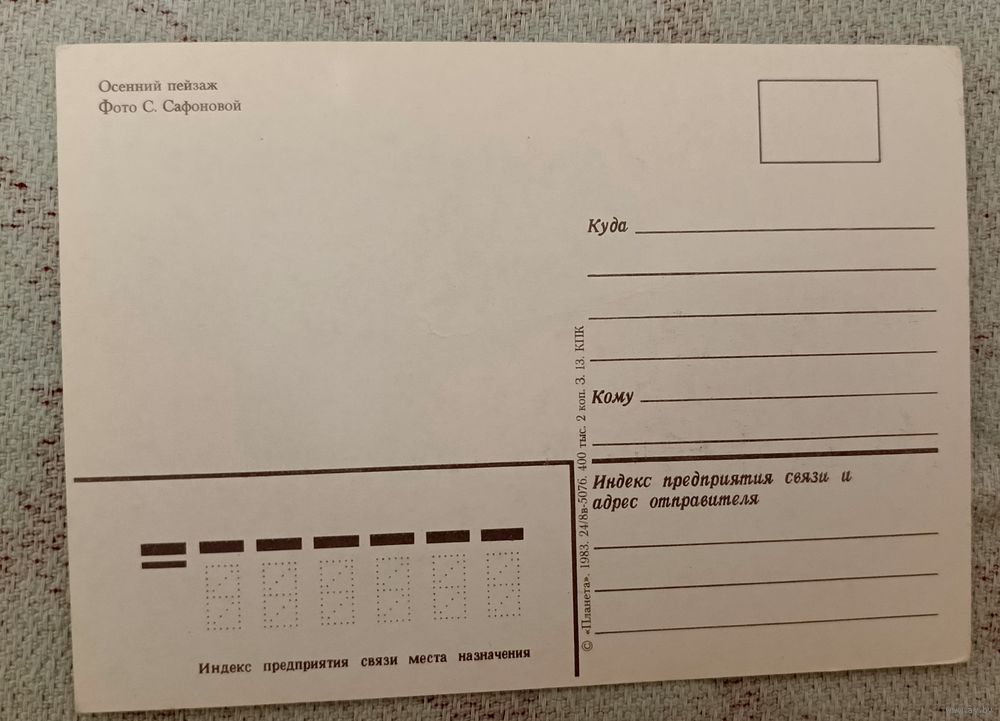 Осенний пейзаж
Фото С. Сафоновой
Куда
Кому
Индекс предприятия связи и
адрес отправителя
© «Планета». 1983. 24/8в-5076. 400 тыс. 2 коп. З. 13. КПК
Индекс предприятия связи места назначения